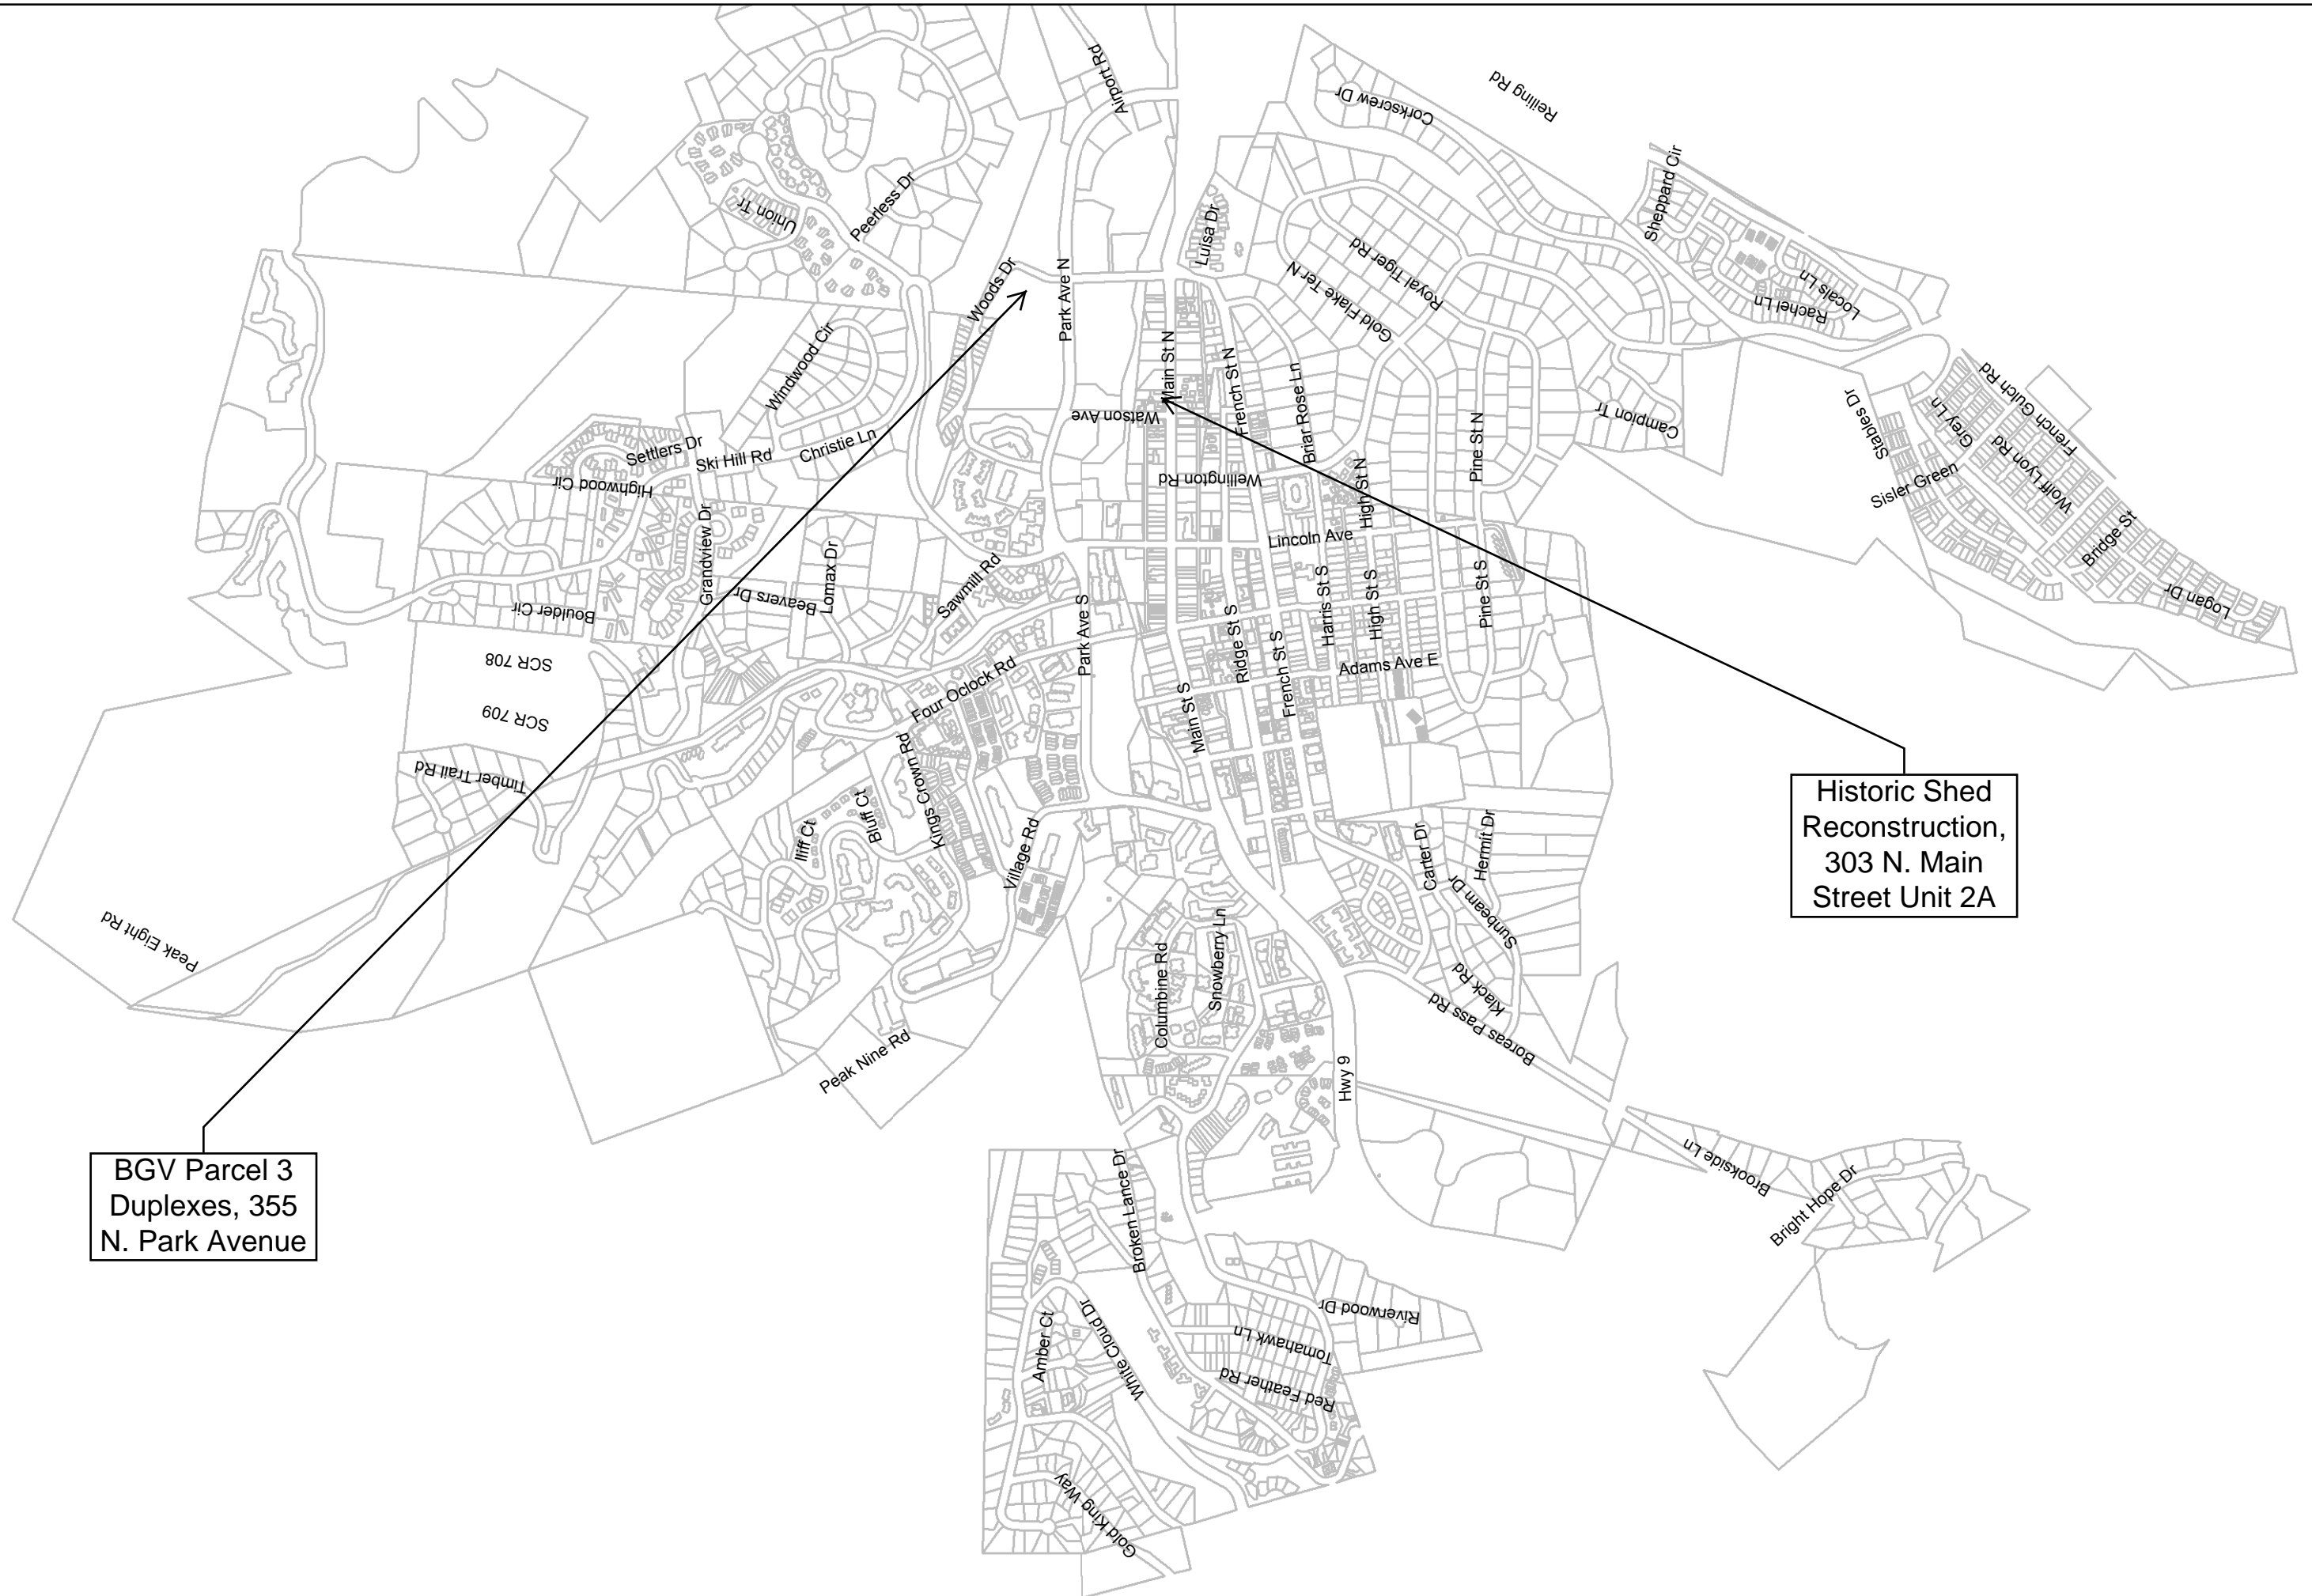 Airport Rd
Reiling Rd
Corkscrew Dr
Sheppard Cir
Peerless Dr
Union Tr
Luisa Dr
Royal Tiger Rd
Gold Flake Ter N
Locals Ln
Rachel Ln
Woods Dr
Park Ave N
Windwood Cir
Main St N
French St N
Briar Rose Ln
Campion Tr
French Gulch Rd
Stables Dr
Grey Ln
Wolff Lyon Rd
Watson Ave
Pine St N
Settlers Dr
Ski Hill Rd
Christie Ln
Highwood Cir
Wellington Rd
High St N
Sisler Green
Grandview Dr
Lincoln Ave
Bridge St
Lomax Dr
Beavers Dr
Sawmill Rd
Boulder Cir
Park Ave S
Ridge St S
Harris St S
High St S
Pine St S
Logan Dr
SCR 708
SCR 709
Four Oclock Rd
French St S
Adams Ave E
Main St S
Timber Trail Rd
Kings Crown Rd
Bluff Ct
Iliff Ct
Village Rd
Carter Dr
Hermit Dr
Sunbeam Dr
Historic Shed
Reconstruction,
303 N. Main
Street Unit 2A
Peak Eight Rd
Columbine Rd
Snowberry Ln
Klack Rd
Boreas Pass Rd
Peak Nine Rd
Hwy 9
BGV Parcel 3
Duplexes, 355
N. Park Avenue
Broken Lance Dr
Brookside Ln
Bright Hope Dr
Amber Ct
White Cloud Dr
Riverwood Dr
Tomahawk Ln
Red Feather Rd
Gold King Way